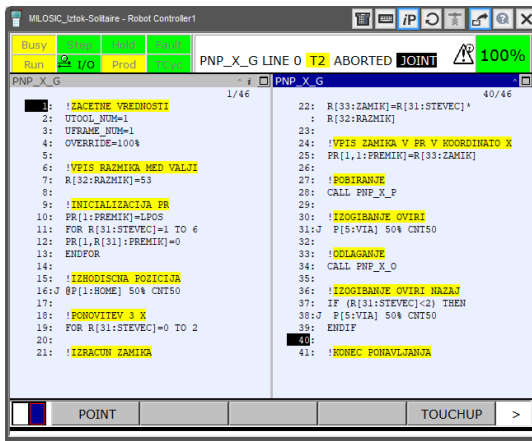 MILOSIC_Iztok-Solitaire - Robot Controller1
Busy Step Hold Fault
Run I/O Prod TCyc
PNP_X_G LINE 0 T2 ABORTED JOINT
100%
PNP_X_G
1/46
1:  !ZACETNE VREDNOSTI
2:  UTOOL_NUM=1
3:  UFRAME_NUM=1
4:  OVERRIDE=100%
5:
6:  !VPIS RAZMIKA MED VALJI
7:  R[32:RAZMIK]=53
8:
9:  !INICIALIZACIJA PR
10:  PR[1:PREMIK]=LPOS
11:  FOR R[31:STEVEC]=1 TO 6
12:  PR[1,R[31]:PREMIK]=0
13:  ENDFOR
14:
15:  !IZHODISCNA POZICIJA
16:J @P[1:HOME] 50% CNT50
17:
18:  !PONOVITEV 3 X
19:  FOR R[31:STEVEC]=0 TO 2
20:
21:  !IZRACUN ZAMIKA
PNP_X_G
40/46
22:  R[33:ZAMIK]=R[31:STEVEC]*
:  R[32:RAZMIK]
23:
24:  !VPIS ZAMIKA V PR V KOORDINATO X
25:  PR[1,1:PREMIK]=R[33:ZAMIK]
26:
27:  !POBIRANJE
28:  CALL PNP_X_P
29:
30:  !IZOGIBANJE OVIRI
31:J  P[5:VIA] 50% CNT50
32:
33:  !ODLAGANJE
34:  CALL PNP_X_O
35:
36:  !IZOGIBANJE OVIRI NAZAJ
37:  IF (R[31:STEVEC]<2) THEN
38:J  P[5:VIA] 50% CNT50
39:  ENDIF
40:
41:  !KONEC PONAVLJANJA
POINT TOUCHUP >